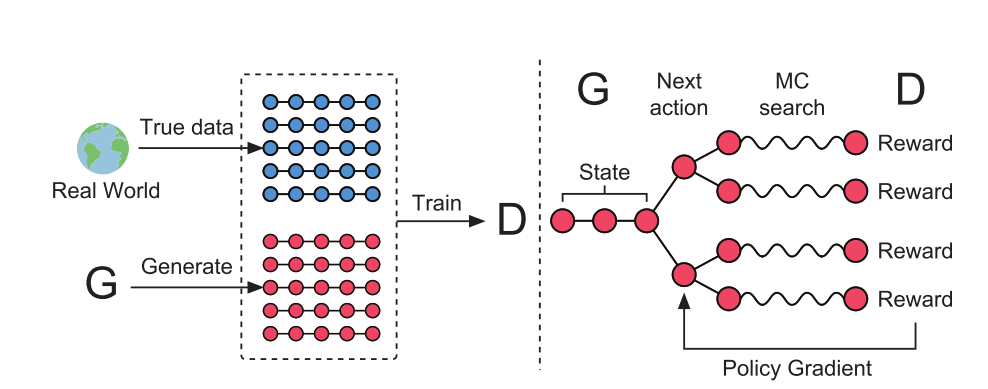 True data
Real World
G
Generate
Train
D
G
Next
action
MC
search
D
State
Reward
Reward
Reward
Reward
Policy Gradient